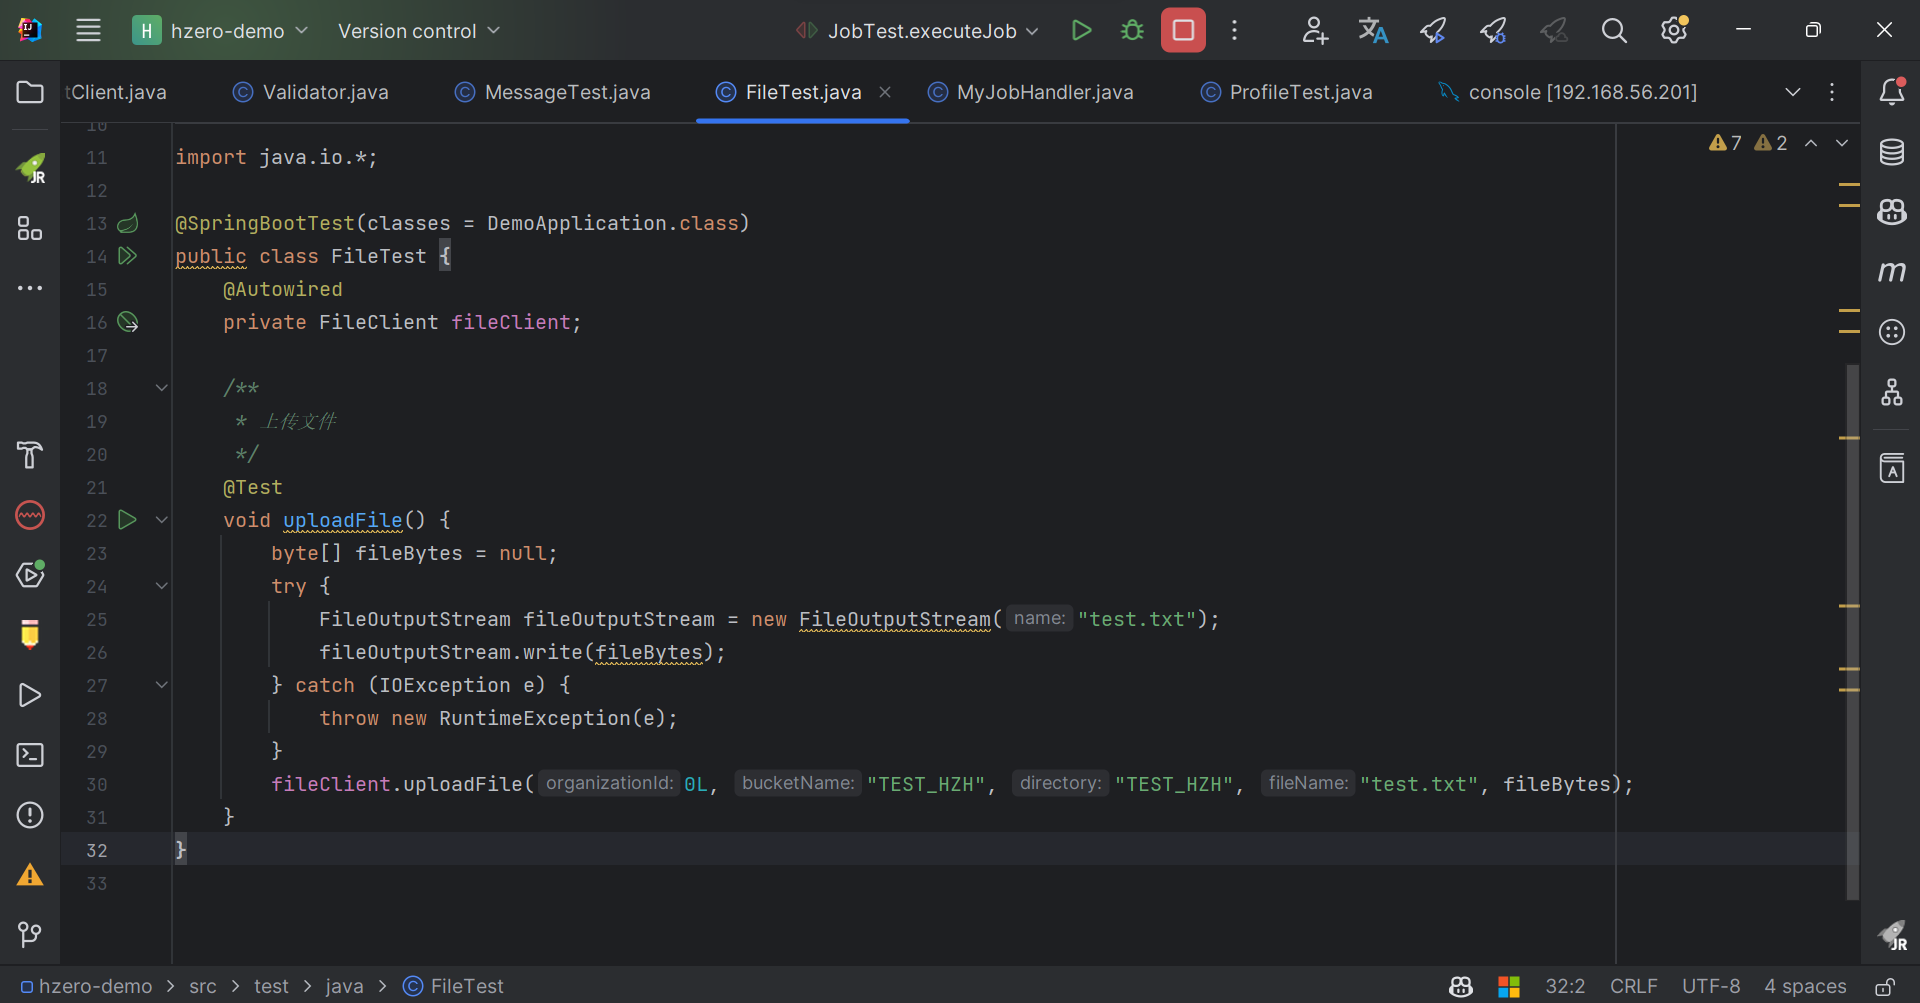 H hzero-demo Version control JobTest.executeJob
tClient.java Validator.java MessageTest.java FileTest.java MyJobHandler.java ProfileTest.java console [192.168.56.201]
7 2
10
11 import java.io.*;
12
13 @SpringBootTest(classes = DemoApplication.class)
14 public class FileTest {
15 @Autowired
16 private FileClient fileClient;
17
18 /**
19 * 上传文件
20 */
21 @Test
22 void uploadFile() {
23 byte[] fileBytes = null;
24 try {
25 FileOutputStream fileOutputStream = new FileOutputStream( name: "test.txt");
26 fileOutputStream.write(fileBytes);
27 } catch (IOException e) {
28 throw new RuntimeException(e);
29 }
30 fileClient.uploadFile( organizationId: 0L, bucketName: "TEST_HZH", directory: "TEST_HZH", fileName: "test.txt", fileBytes);
31 }
32 }
33
hzero-demo > src > test > java > FileTest 32:2 CRLF UTF-8 4 spaces